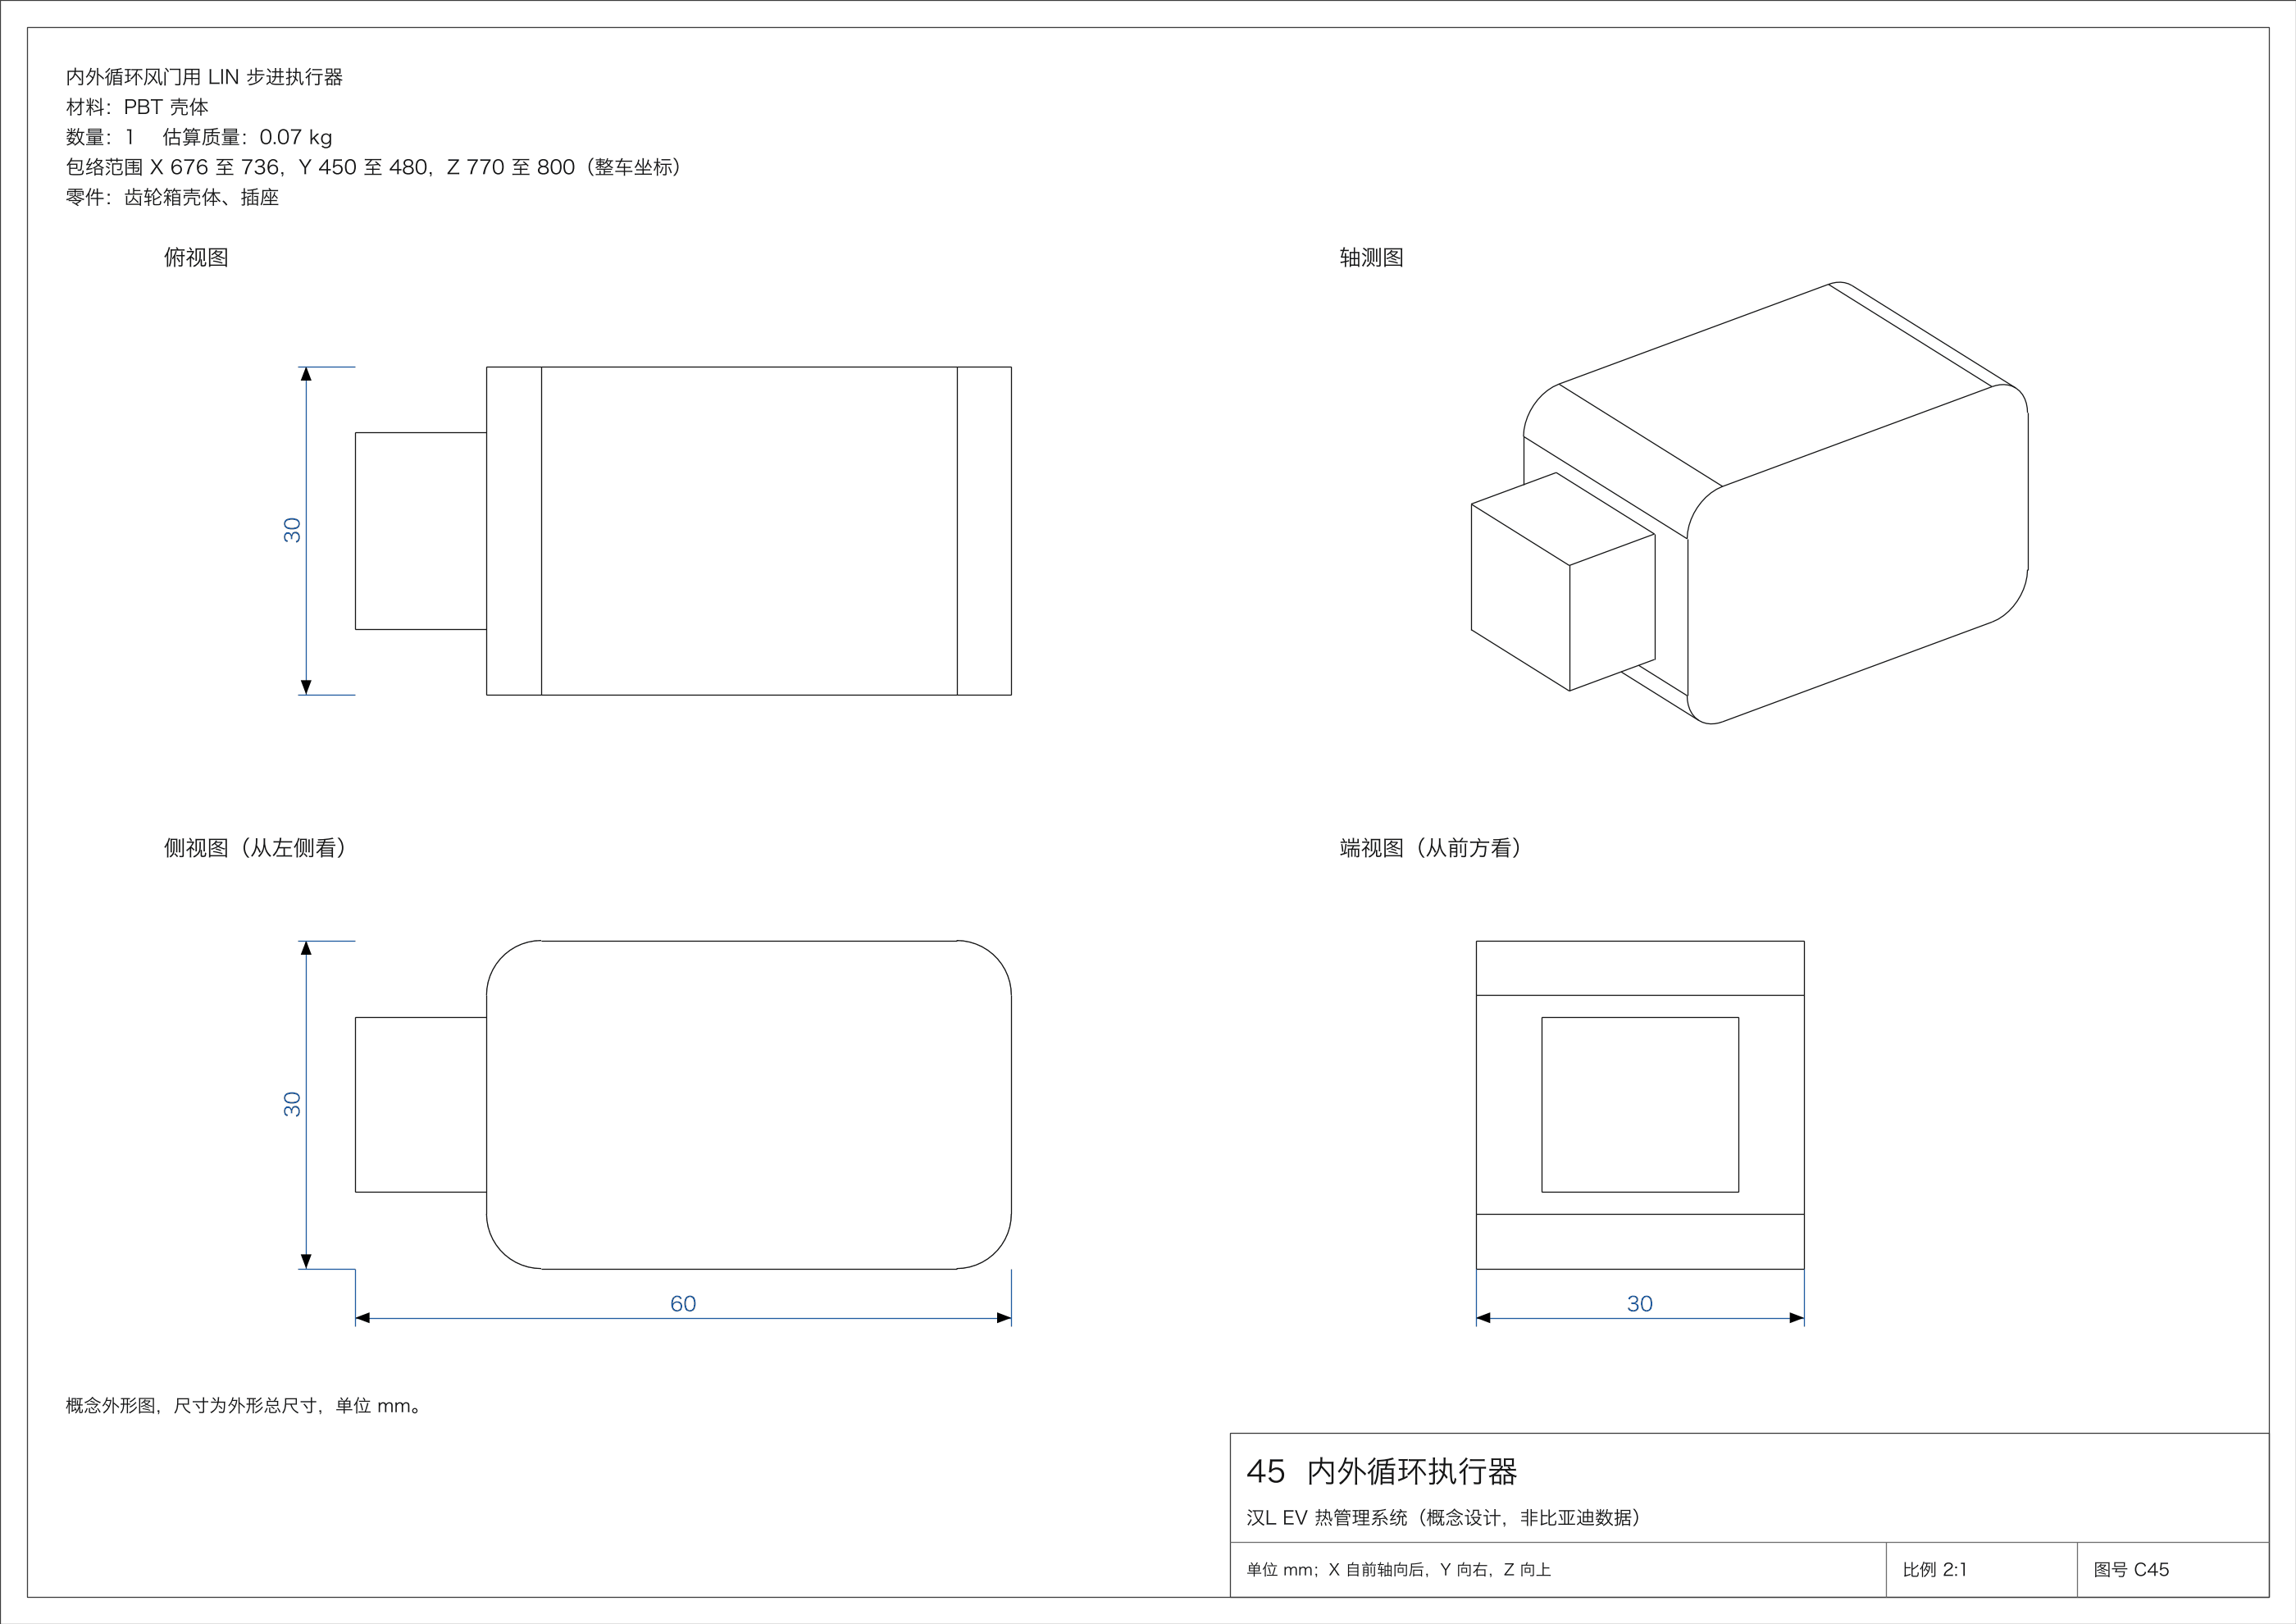 内外循环风门用 LIN 步进执行器
材料：PBT 壳体
数量：1 估算质量：0.07 kg
包络范围 X 676 至 736，Y 450 至 480，Z 770 至 800（整车坐标）
零件：齿轮箱壳体、插座
俯视图
轴测图
30
侧视图（从左侧看）
端视图（从前方看）
30
60
30
概念外形图，尺寸为外形总尺寸，单位 mm。
45 内外循环执行器
汉L EV 热管理系统（概念设计，非比亚迪数据）
单位 mm；X 自前轴向后，Y 向右，Z 向上
比例 2:1
图号 C45